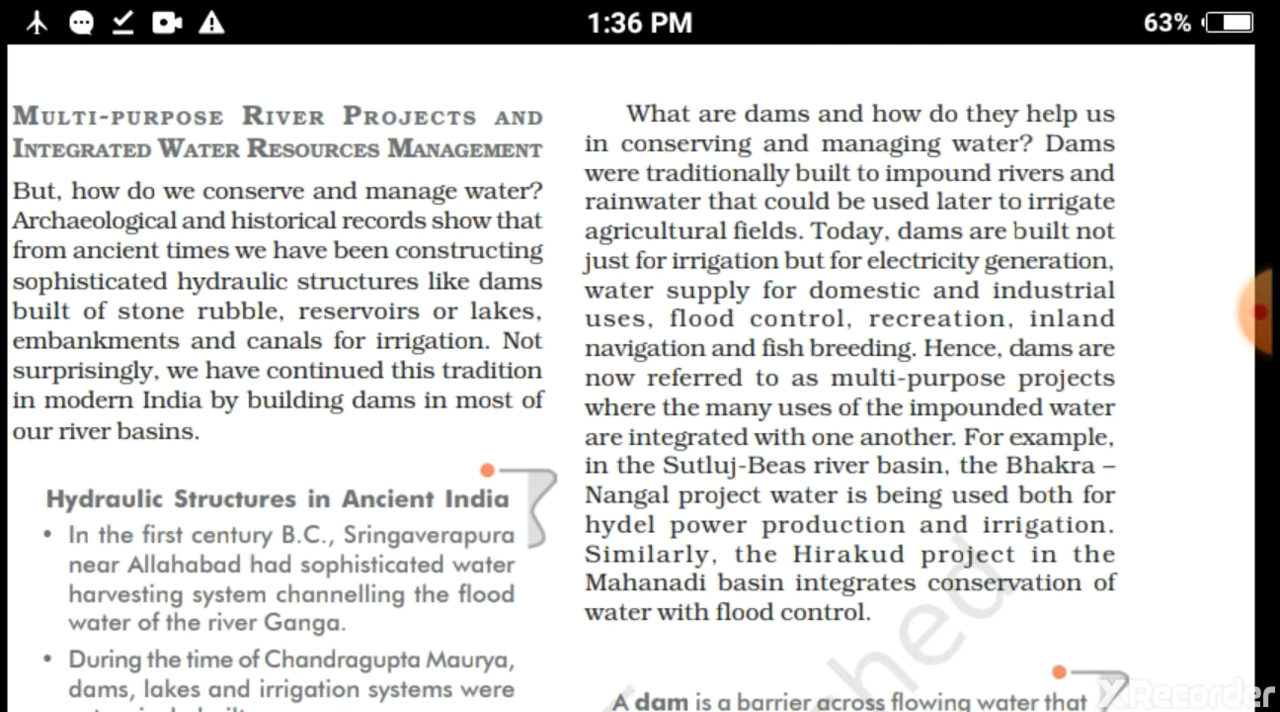 1:36 PM
63%
MULTI-PURPOSE RIVER PROJECTS AND
INTEGRATED WATER RESOURCES MANAGEMENT
But, how do we conserve and manage water?
Archaeological and historical records show that
from ancient times we have been constructing
sophisticated hydraulic structures like dams
built of stone rubble, reservoirs or lakes,
embankments and canals for irrigation. Not
surprisingly, we have continued this tradition
in modern India by building dams in most of
our river basins.
Hydraulic Structures in Ancient India
• In the first century B.C., Sringaverapura
near Allahabad had sophisticated water
harvesting system channelling the flood
water of the river Ganga.
• During the time of Chandragupta Maurya,
dams, lakes and irrigation systems were
What are dams and how do they help us
in conserving and managing water? Dams
were traditionally built to impound rivers and
rainwater that could be used later to irrigate
agricultural fields. Today, dams are built not
just for irrigation but for electricity generation,
water supply for domestic and industrial
uses, flood control, recreation, inland
navigation and fish breeding. Hence, dams are
now referred to as multi-purpose projects
where the many uses of the impounded water
are integrated with one another. For example,
in the Sutluj-Beas river basin, the Bhakra –
Nangal project water is being used both for
hydel power production and irrigation.
Similarly, the Hirakud project in the
Mahanadi basin integrates conservation of
water with flood control.
A dam is a barrier across flowing water that
XRecorder